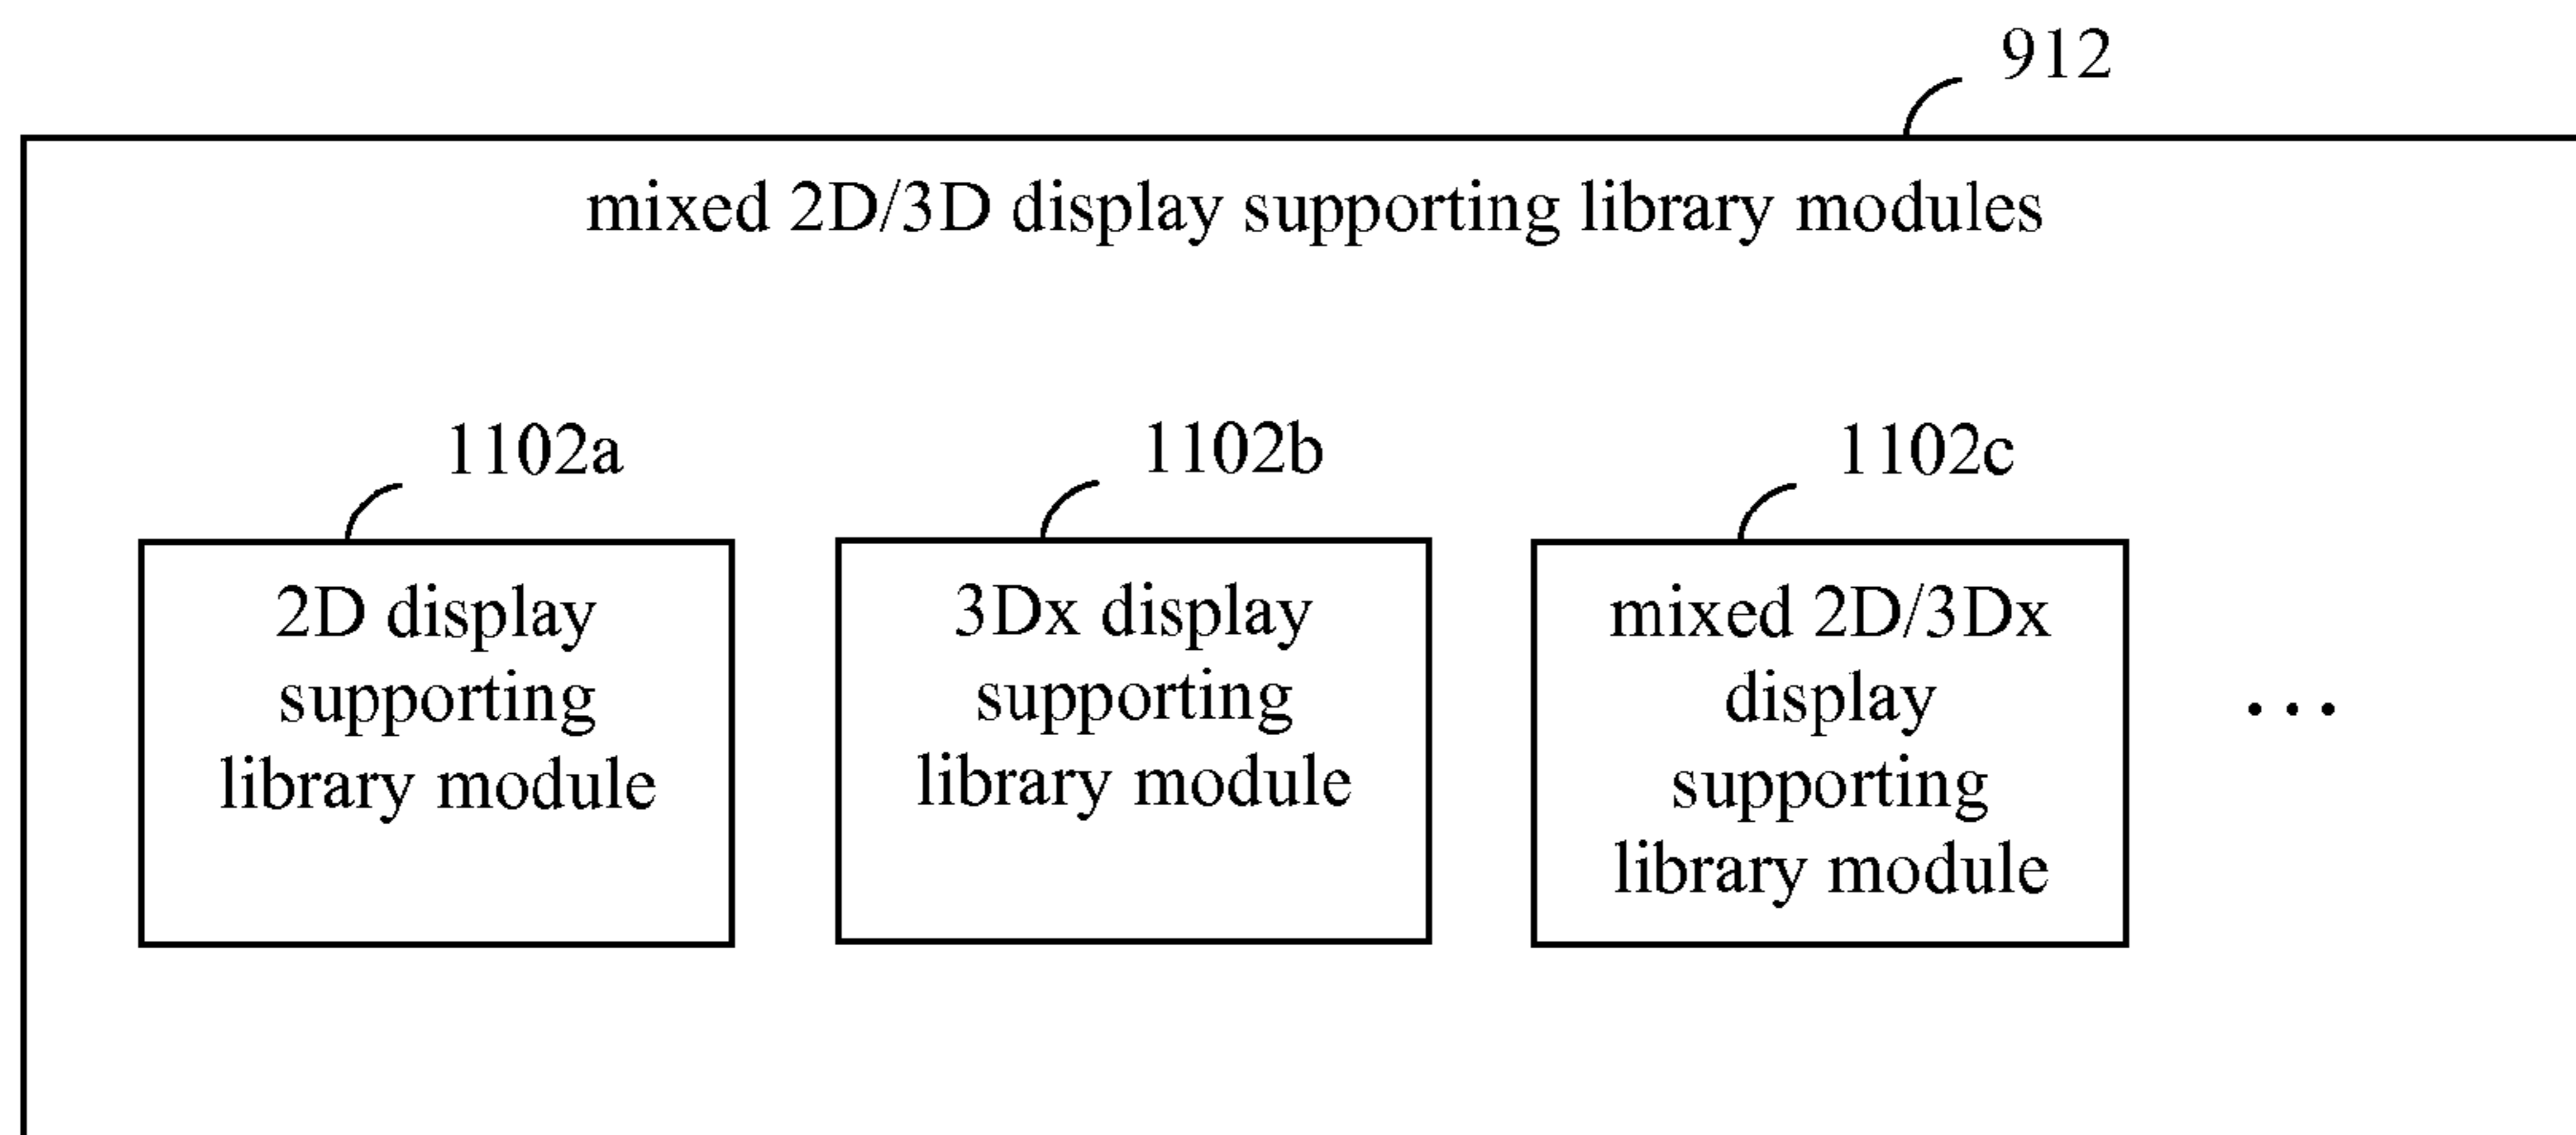 912
mixed 2D/3D display supporting library modules
1102a
2D display
supporting
library module
1102b
3Dx display
supporting
library module
1102c
mixed 2D/3Dx
display
supporting
library module
...